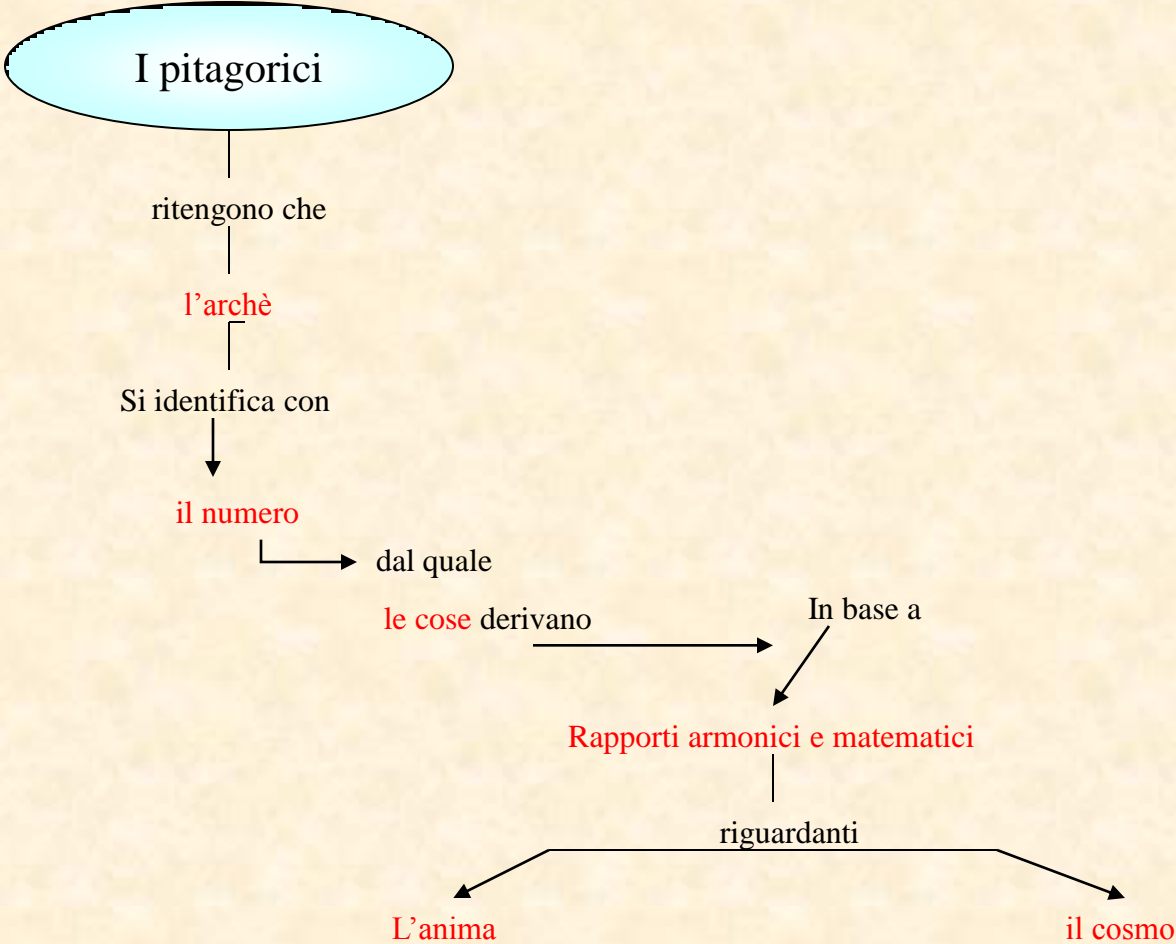 I pitagorici
ritengono che
l’archè
Si identifica con
il numero
dal quale
le cose derivano
In base a
Rapporti armonici e matematici
riguardanti
L’anima
il cosmo